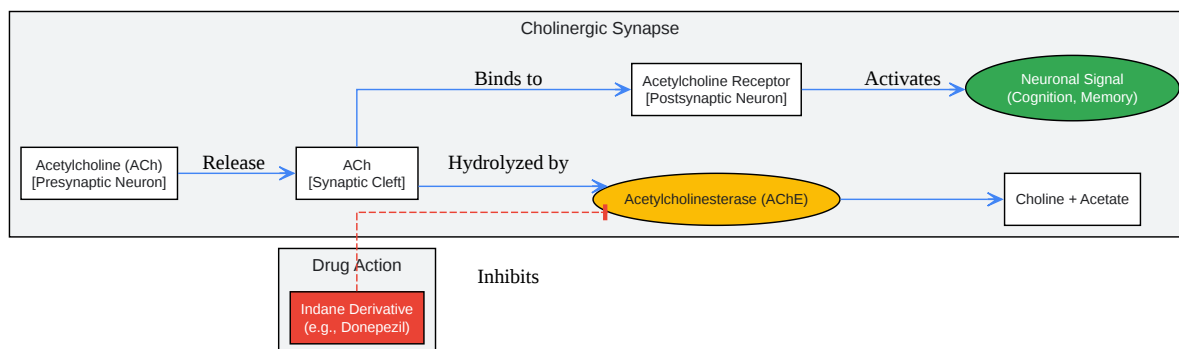 Cholinergic Synapse
Binds to
Acetylcholine Receptor
[Postsynaptic Neuron]
Activates
Neuronal Signal
(Cognition, Memory)
Acetylcholine (ACh)
[Presynaptic Neuron]
Release
ACh
[Synaptic Cleft]
Hydrolyzed by
Acetylcholinesterase (AChE)
Choline + Acetate
Drug Action
Inhibits
Indane Derivative
(e.g., Donepezil)